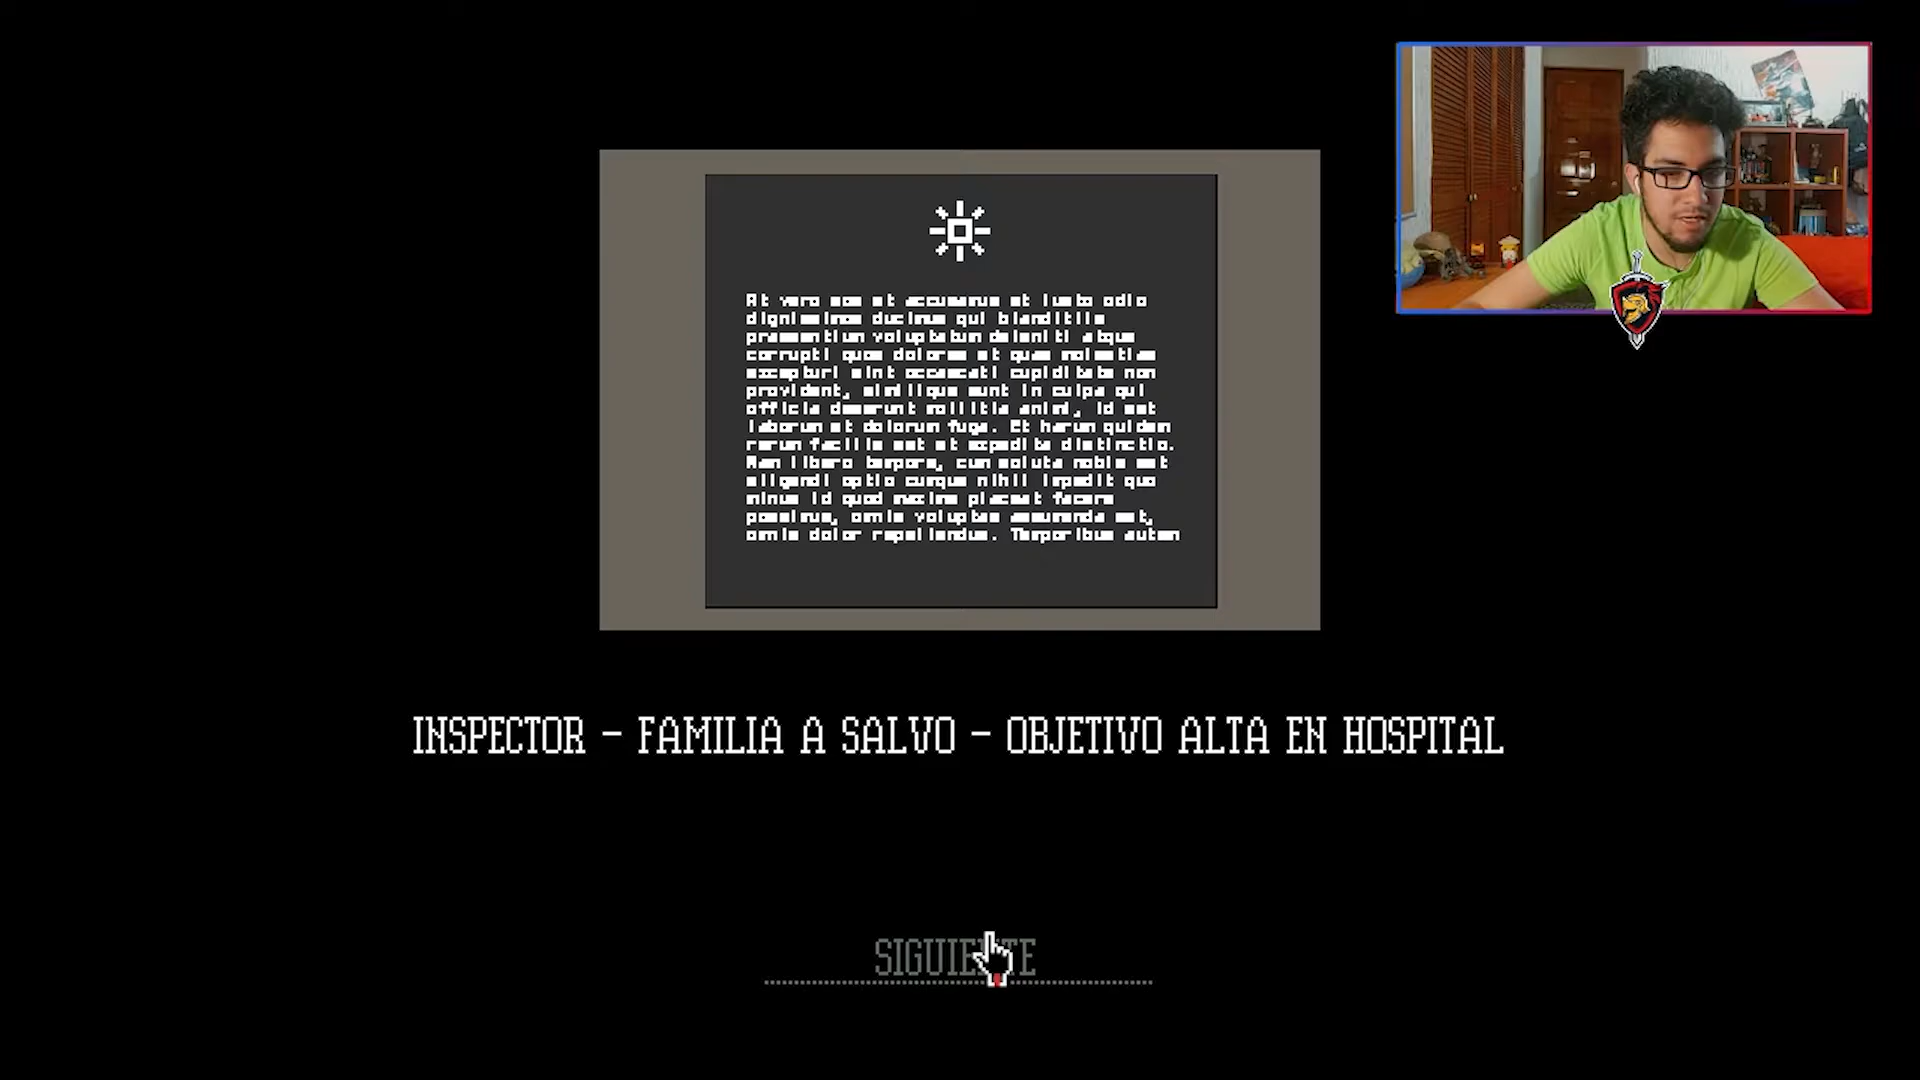 At vero eos et accusamus et iusto odio
dignissimos ducimus qui blanditiis
praesentium voluptatum deleniti atque
corrupti quos dolores et quas molestias
excepturi sint occaecati cupiditate non
provident, similique sunt in culpa qui
officia deserunt mollitia animi, id est
laborum et dolorum fuga. Et harum quidem
rerum facilis est et expedita distinctio.
Nam libero tempore, cum soluta nobis est
eligendi optio cumque nihil impedit quo
minus id quod maxime placeat facere
possimus, omnis voluptas assumenda est,
omnis dolor repellendus. Temporibus autem
INSPECTOR - FAMILIA A SALVO - OBJETIVO ALTA EN HOSPITAL
SIGUIENTE